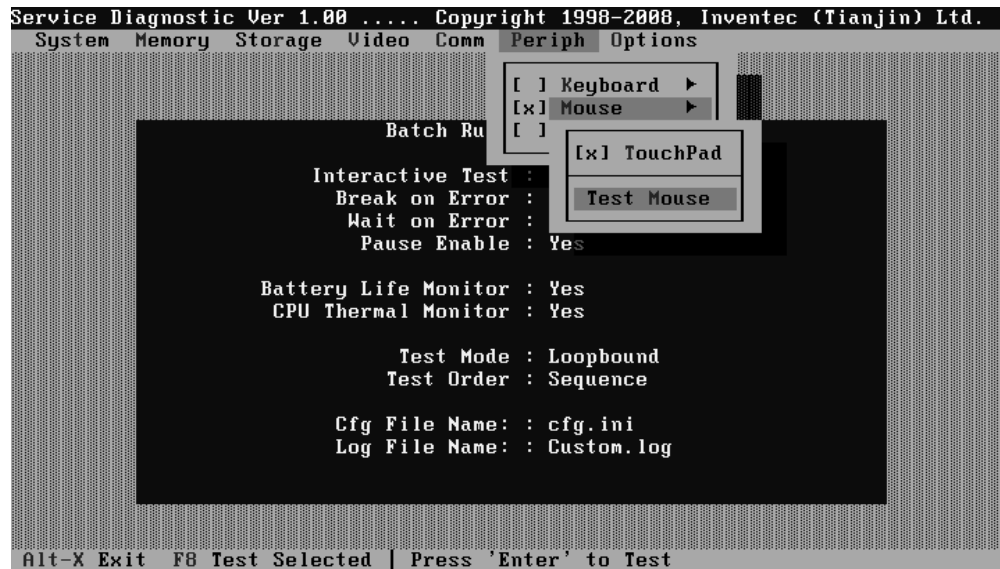 Service Diagnostic Ver 1.00 ..... Copyright 1998-2008, Inventec (Tianjin) Ltd.
System Memory Storage Video Comm Periph Options
[ ] Keyboard ►
[x] Mouse ►
[ ]
[x] TouchPad
Test Mouse
Batch Ru
Interactive Test :
Break on Error :
Wait on Error :
Pause Enable : Yes
Battery Life Monitor : Yes
CPU Thermal Monitor : Yes
Test Mode : Loopbound
Test Order : Sequence
Cfg File Name: : cfg.ini
Log File Name: : Custom.log
Alt-X Exit F8 Test Selected | Press 'Enter' to Test